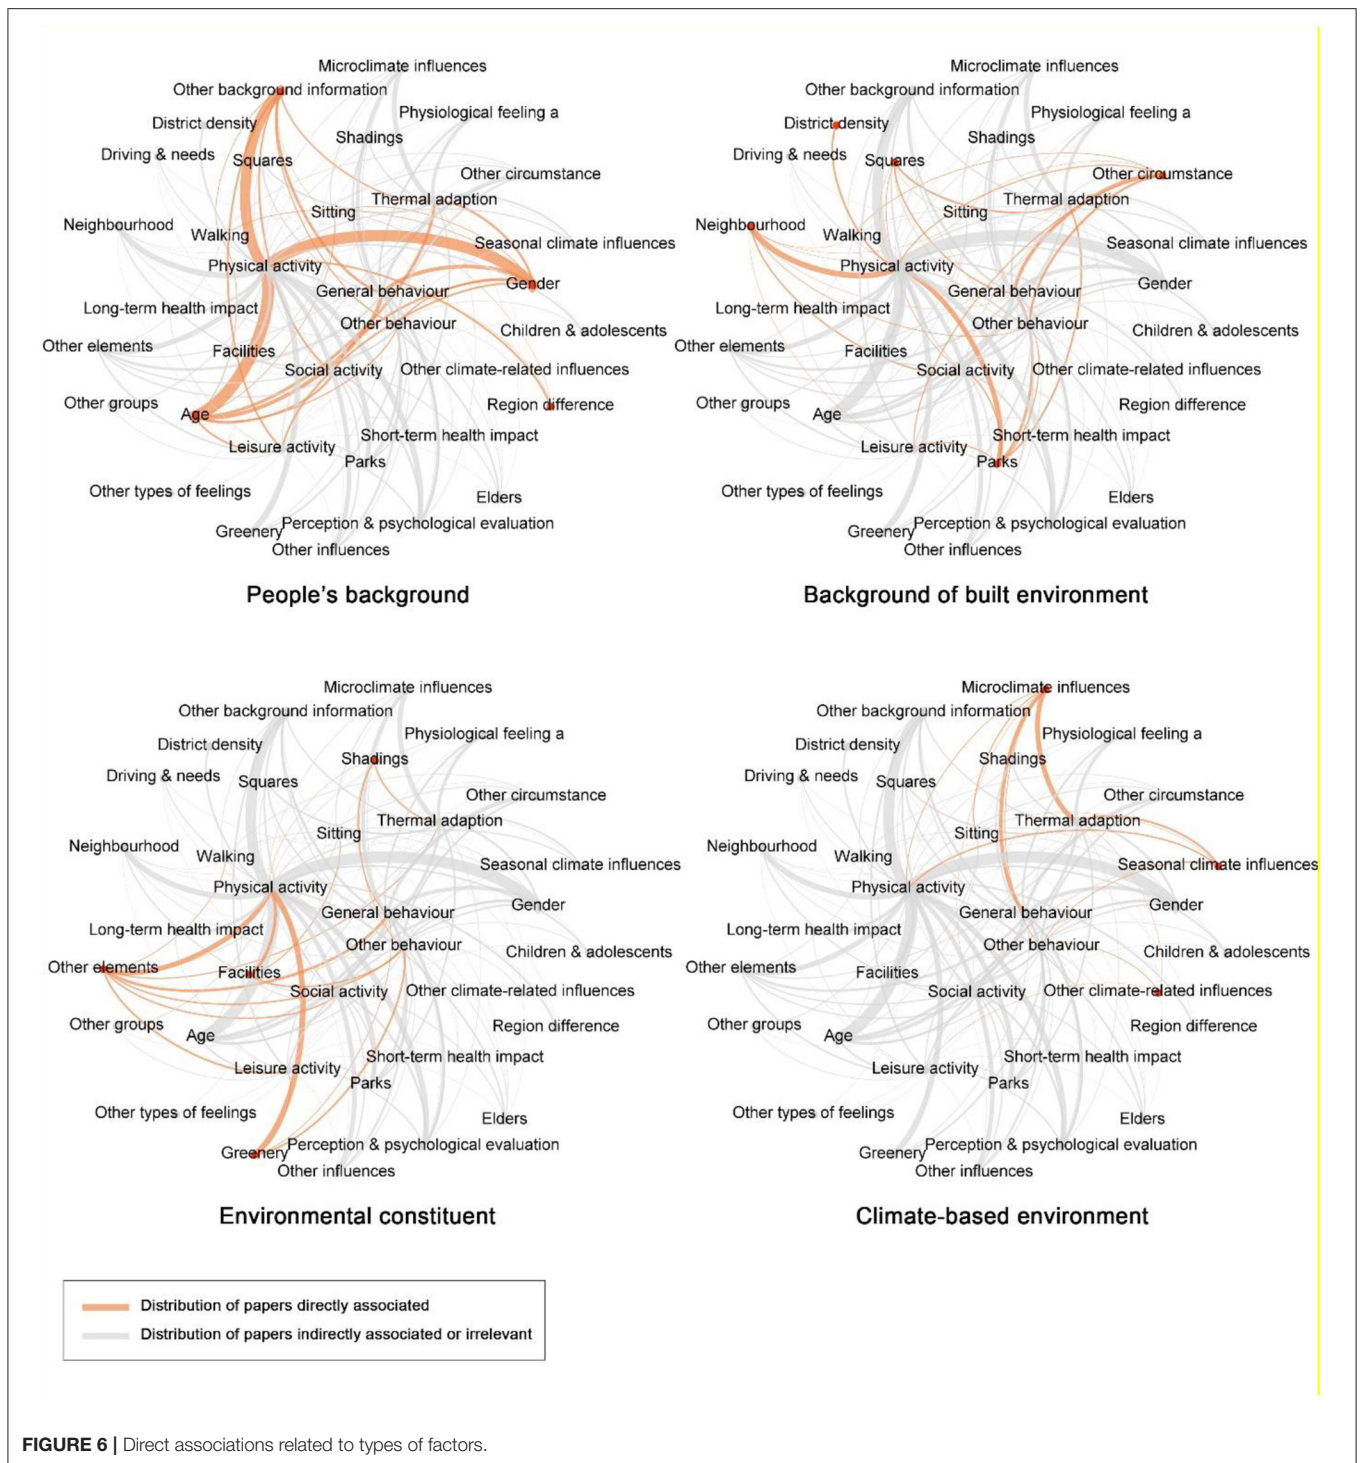 Microclimate influences
Other background information
Physiological feeling a
District density
Shadings
Driving & needs
Squares
Other circumstance
Thermal adaption
Sitting
Neighbourhood
Walking
Seasonal climate influences
Physical activity
Gender
General behaviour
Long-term health impact
Other behaviour
Children & adolescents
Other elements
Facilities
Social activity
Other climate-related influences
Other groups
Age
Region difference
Short-term health impact
Leisure activity
Parks
Other types of feelings
Elders
Perception & psychological evaluation
Greenery
Other influences
People's background
Microclimate influences
Other background information
Physiological feeling a
District density
Shadings
Driving & needs
Squares
Other circumstance
Thermal adaption
Sitting
Neighbourhood
Walking
Seasonal climate influences
Physical activity
Gender
General behaviour
Long-term health impact
Other behaviour
Children & adolescents
Other elements
Facilities
Social activity
Other climate-related influences
Other groups
Age
Region difference
Short-term health impact
Leisure activity
Parks
Other types of feelings
Elders
Perception & psychological evaluation
Greenery
Other influences
Background of built environment
Microclimate influences
Other background information
Physiological feeling a
District density
Shadings
Driving & needs
Squares
Other circumstance
Thermal adaption
Sitting
Neighbourhood
Walking
Seasonal climate influences
Physical activity
Gender
General behaviour
Long-term health impact
Other behaviour
Children & adolescents
Other elements
Facilities
Social activity
Other climate-related influences
Other groups
Age
Region difference
Short-term health impact
Leisure activity
Parks
Other types of feelings
Elders
Perception & psychological evaluation
Greenery
Other influences
Environmental constituent
Microclimate influences
Other background information
Physiological feeling a
District density
Shadings
Driving & needs
Squares
Other circumstance
Thermal adaption
Sitting
Neighbourhood
Walking
Seasonal climate influences
Physical activity
Gender
General behaviour
Long-term health impact
Other behaviour
Children & adolescents
Other elements
Facilities
Social activity
Other climate-related influences
Other groups
Age
Region difference
Short-term health impact
Leisure activity
Parks
Other types of feelings
Elders
Perception & psychological evaluation
Greenery
Other influences
Climate-based environment
Distribution of papers directly associated
Distribution of papers indirectly associated or irrelevant
FIGURE 6 | Direct associations related to types of factors.